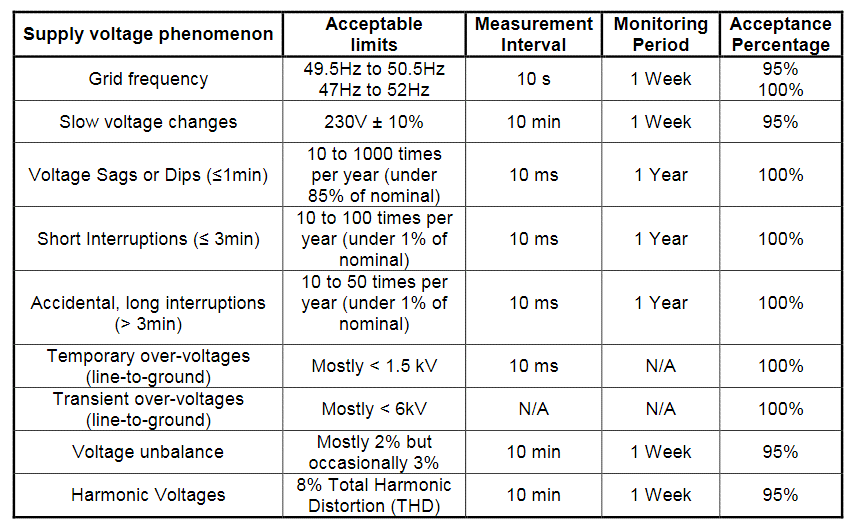 Supply voltage phenomenon
Acceptable
limits
Measurement
Interval
Monitoring
Period
Acceptance
Percentage
Grid frequency
49.5Hz to 50.5Hz
47Hz to 52Hz
10 s
1 Week
95%
100%
Slow voltage changes
230V ± 10%
10 min
1 Week
95%
Voltage Sags or Dips (≤1min)
10 to 1000 times
per year (under
85% of nominal)
10 ms
1 Year
100%
Short Interruptions (≤ 3min)
10 to 100 times per
year (under 1% of
nominal)
10 ms
1 Year
100%
Accidental, long interruptions
(> 3min)
10 to 50 times per
year (under 1% of
nominal)
10 ms
1 Year
100%
Temporary over-voltages
(line-to-ground)
Mostly < 1.5 kV
10 ms
N/A
100%
Transient over-voltages
(line-to-ground)
Mostly < 6kV
N/A
N/A
100%
Voltage unbalance
Mostly 2% but
occasionally 3%
10 min
1 Week
95%
Harmonic Voltages
8% Total Harmonic
Distortion (THD)
10 min
1 Week
95%